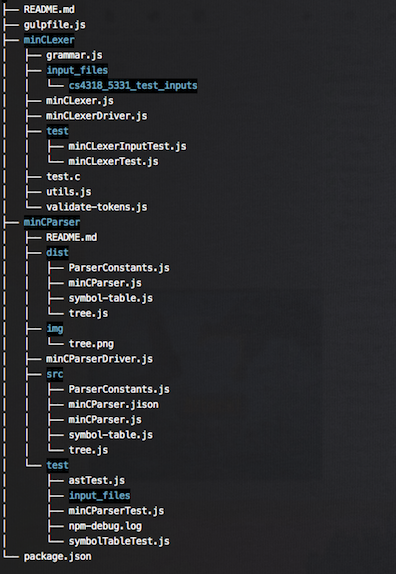 ├── README.md
├── gulpfile.js
├── minCLexer
│   ├── grammar.js
│   ├── input_files
│   │   └── cs4318_5331_test_inputs
│   ├── minCLexer.js
│   ├── minCLexerDriver.js
│   ├── test
│   │   ├── minCLexerInputTest.js
│   │   └── minCLexerTest.js
│   ├── test.c
│   ├── utils.js
│   └── validate-tokens.js
├── minCParser
│   ├── README.md
│   ├── dist
│   │   ├── ParserConstants.js
│   │   ├── minCParser.js
│   │   ├── symbol-table.js
│   │   └── tree.js
│   ├── img
│   │   └── tree.png
│   ├── minCParserDriver.js
│   ├── src
│   │   ├── ParserConstants.js
│   │   ├── minCParser.jison
│   │   ├── minCParser.js
│   │   ├── symbol-table.js
│   │   └── tree.js
│   └── test
│       ├── astTest.js
│       ├── input_files
│       ├── minCParserTest.js
│       ├── npm-debug.log
│       └── symbolTableTest.js
└── package.json